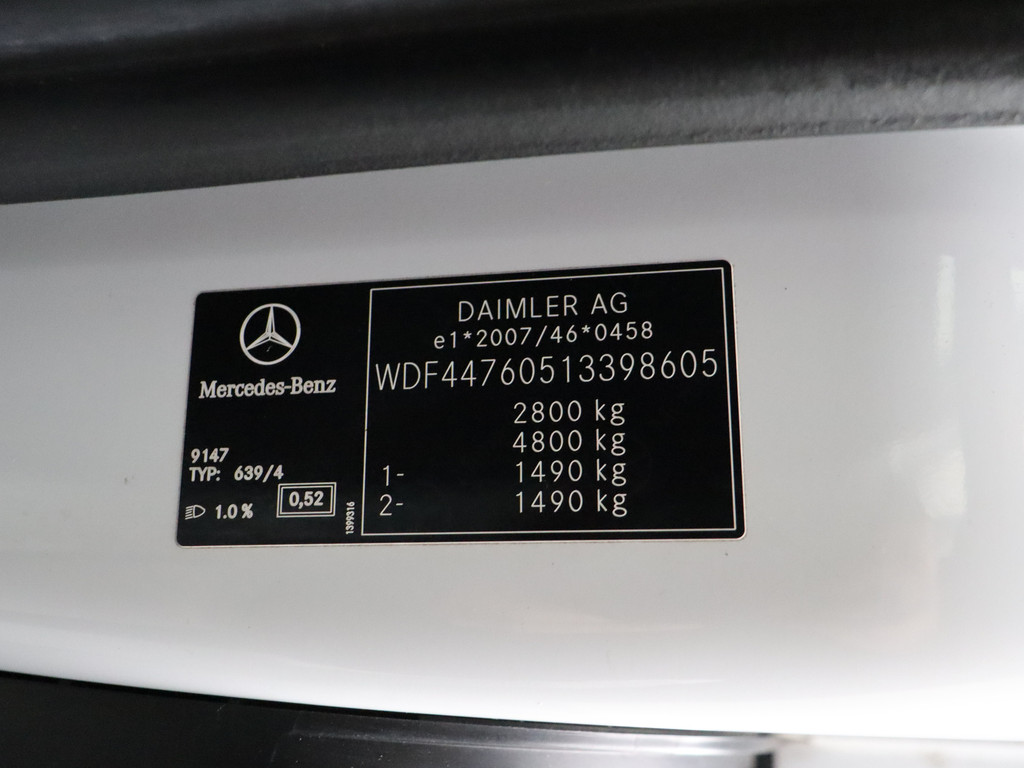 Mercedes-Benz
9147
TYP: 639/4
1.0 %
0,52
1399316
DAIMLER AG
e1*2007/46*0458
WDF44760513398605
2800 kg
4800 kg
1- 1490 kg
2- 1490 kg